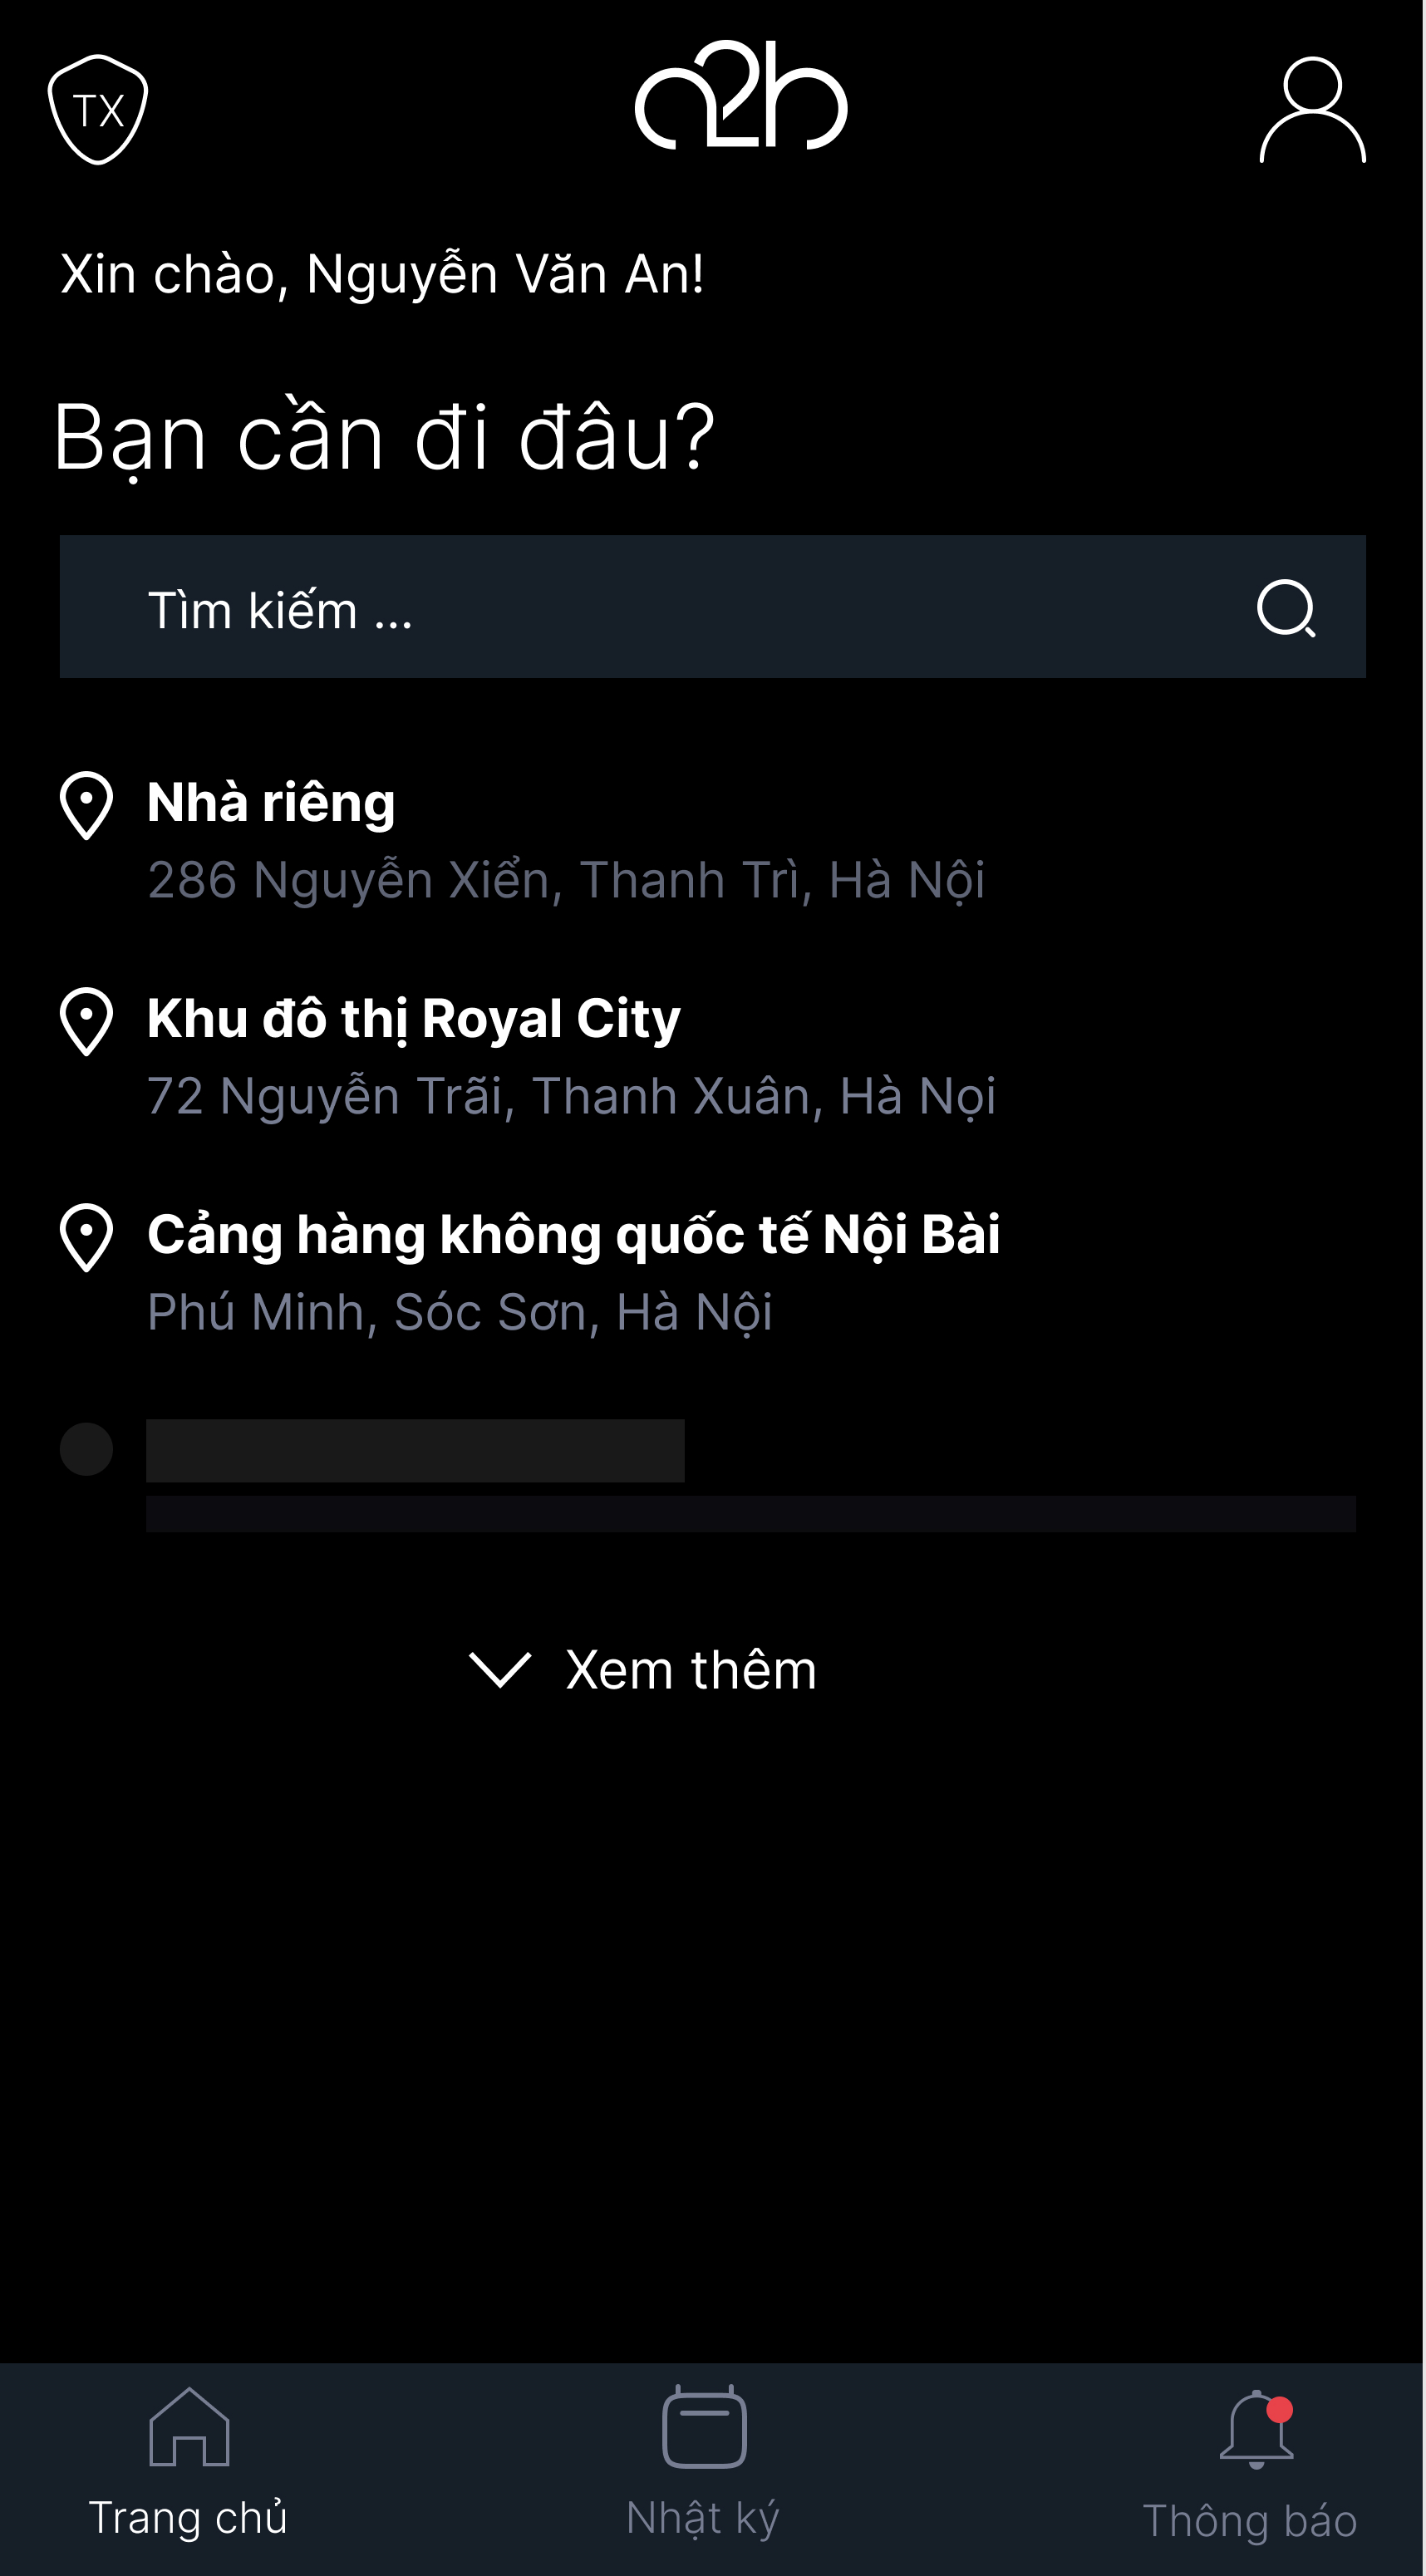 TX
a2b
Xin chào, Nguyễn Văn An!
Bạn cần đi đâu?
Tìm kiếm ...
Nhà riêng
286 Nguyễn Xiển, Thanh Trì, Hà Nội
Khu đô thị Royal City
72 Nguyễn Trãi, Thanh Xuân, Hà Nọi
Cảng hàng không quốc tế Nội Bài
Phú Minh, Sóc Sơn, Hà Nội
Xem thêm
Trang chủ
Nhật ký
Thông báo